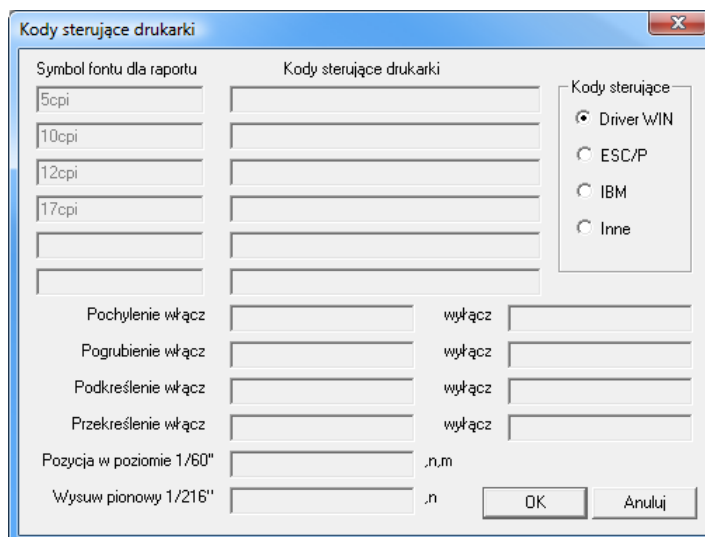 Kody sterujące drukarki
Symbol fontu dla raportu Kody sterujące drukarki
Kody sterujące
5cpi
Driver WIN
10cpi
ESC/P
12cpi
IBM
17cpi
Inne
Pochylenie włącz wyłącz
Pogrubienie włącz wyłącz
Podkreślenie włącz wyłącz
Przekreślenie włącz wyłącz
Pozycja w poziomie 1/60" ,n,m
Wysuw pionowy 1/216" ,n OK Anuluj